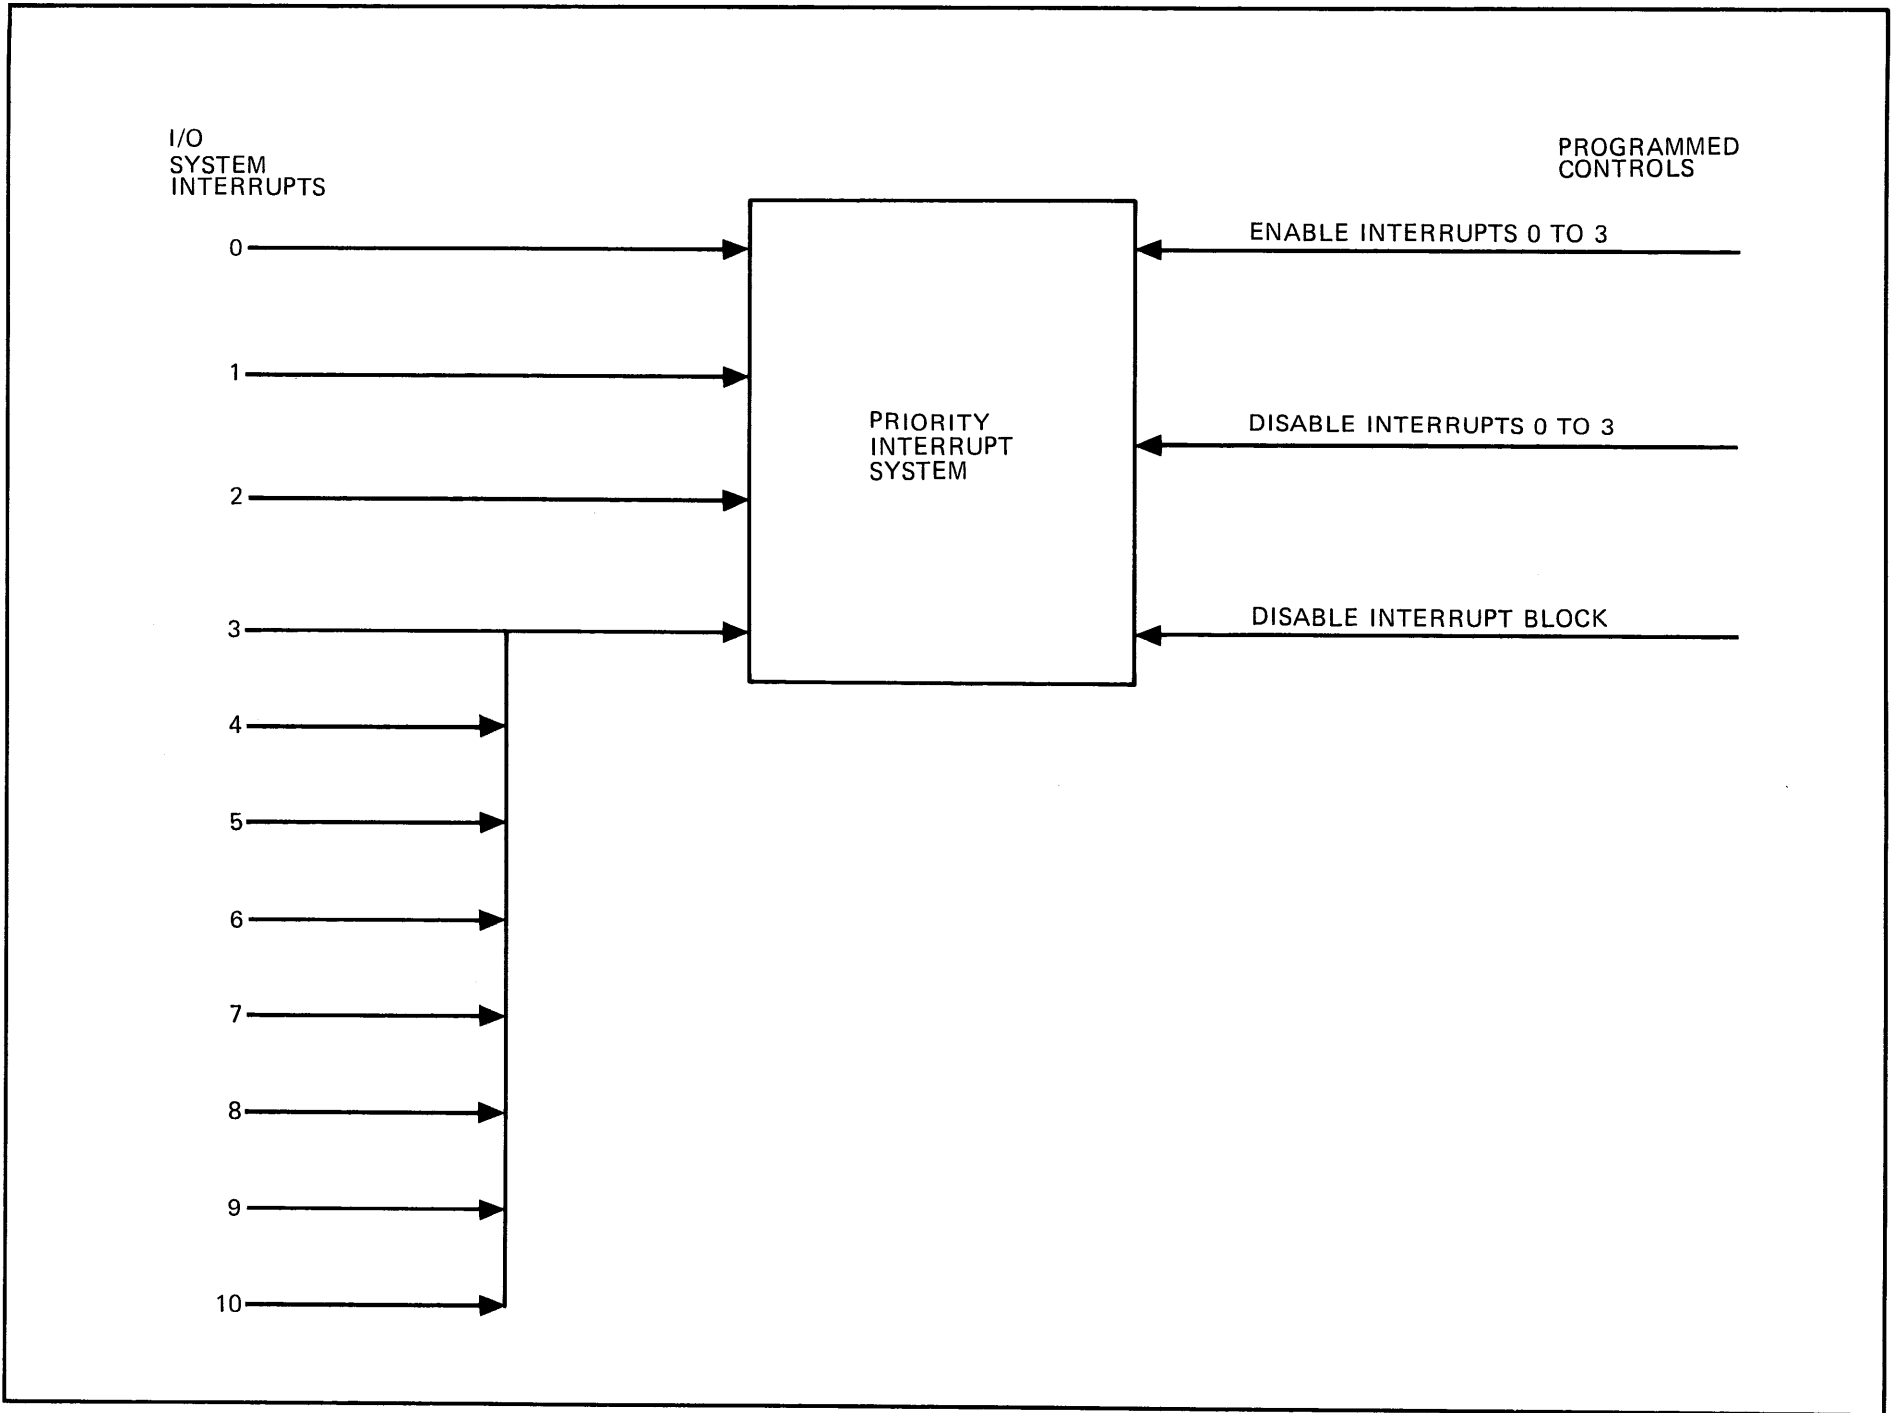 I/O
SYSTEM
INTERRUPTS
PROGRAMMED
CONTROLS
0
ENABLE INTERRUPTS 0 TO 3
1
PRIORITY
INTERRUPT
SYSTEM
DISABLE INTERRUPTS 0 TO 3
2
3
DISABLE INTERRUPT BLOCK
4
5
6
7
8
9
10